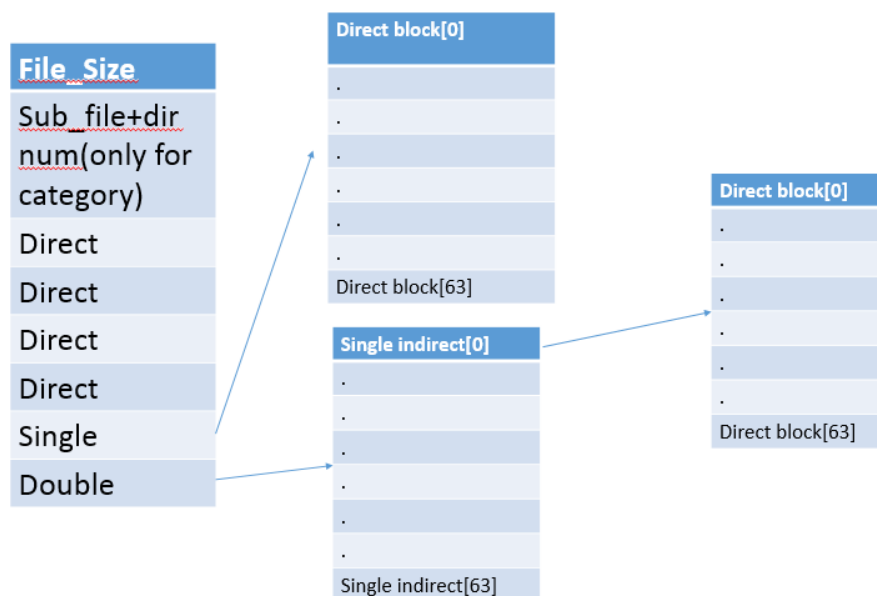 File_Size
Sub_file+dir
num(only for
category)
Direct
Direct
Direct
Direct
Single
Double
Direct block[0]
.
.
.
.
.
.
Direct block[63]
Single indirect[0]
.
.
.
.
.
.
Single indirect[63]
Direct block[0]
.
.
.
.
.
.
Direct block[63]